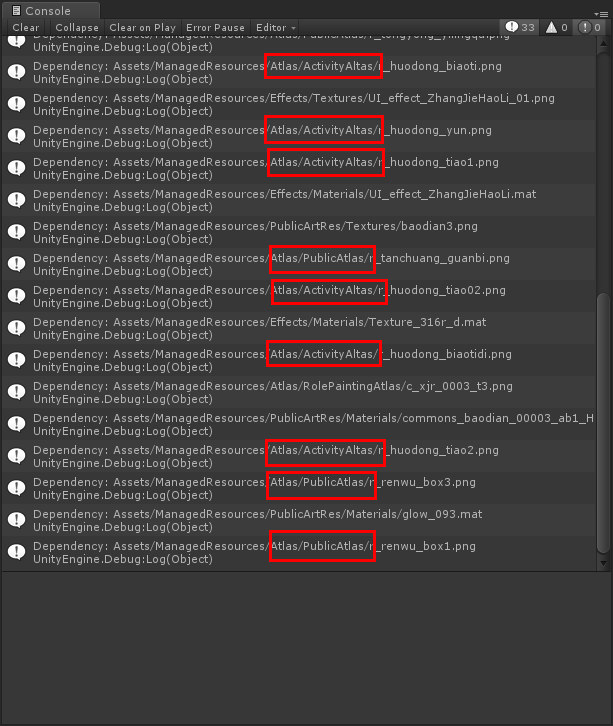 Console
Clear Collapse Clear on Play Error Pause Editor 33 0 0
UnityEngine.Debug:Log(Object)
Dependency: Assets/ManagedResources/Atlas/ActivityAltas/r_huodong_biaoti.png
UnityEngine.Debug:Log(Object)
Dependency: Assets/ManagedResources/Effects/Textures/UI_effect_ZhangJieHaoLi_01.png
UnityEngine.Debug:Log(Object)
Dependency: Assets/ManagedResources/Atlas/ActivityAltas/r_huodong_yun.png
UnityEngine.Debug:Log(Object)
Dependency: Assets/ManagedResources/Atlas/ActivityAltas/r_huodong_tiao1.png
UnityEngine.Debug:Log(Object)
Dependency: Assets/ManagedResources/Effects/Materials/UI_effect_ZhangJieHaoLi.mat
UnityEngine.Debug:Log(Object)
Dependency: Assets/ManagedResources/PublicArtRes/Textures/baodian3.png
UnityEngine.Debug:Log(Object)
Dependency: Assets/ManagedResources/Atlas/PublicAtlas/r_tanchuang_guanbi.png
UnityEngine.Debug:Log(Object)
Dependency: Assets/ManagedResources/Atlas/ActivityAltas/r_huodong_tiao02.png
UnityEngine.Debug:Log(Object)
Dependency: Assets/ManagedResources/Effects/Materials/Texture_316r_d.mat
UnityEngine.Debug:Log(Object)
Dependency: Assets/ManagedResources/Atlas/ActivityAltas/r_huodong_biaotidi.png
UnityEngine.Debug:Log(Object)
Dependency: Assets/ManagedResources/Atlas/RolePaintingAtlas/c_xjr_0003_t3.png
UnityEngine.Debug:Log(Object)
Dependency: Assets/ManagedResources/PublicArtRes/Materials/commons_baodian_00003_ab1_H
UnityEngine.Debug:Log(Object)
Dependency: Assets/ManagedResources/Atlas/ActivityAltas/r_huodong_tiao2.png
UnityEngine.Debug:Log(Object)
Dependency: Assets/ManagedResources/Atlas/PublicAtlas/r_renwu_box3.png
UnityEngine.Debug:Log(Object)
Dependency: Assets/ManagedResources/PublicArtRes/Materials/glow_093.mat
UnityEngine.Debug:Log(Object)
Dependency: Assets/ManagedResources/Atlas/PublicAtlas/r_renwu_box1.png
UnityEngine.Debug:Log(Object)